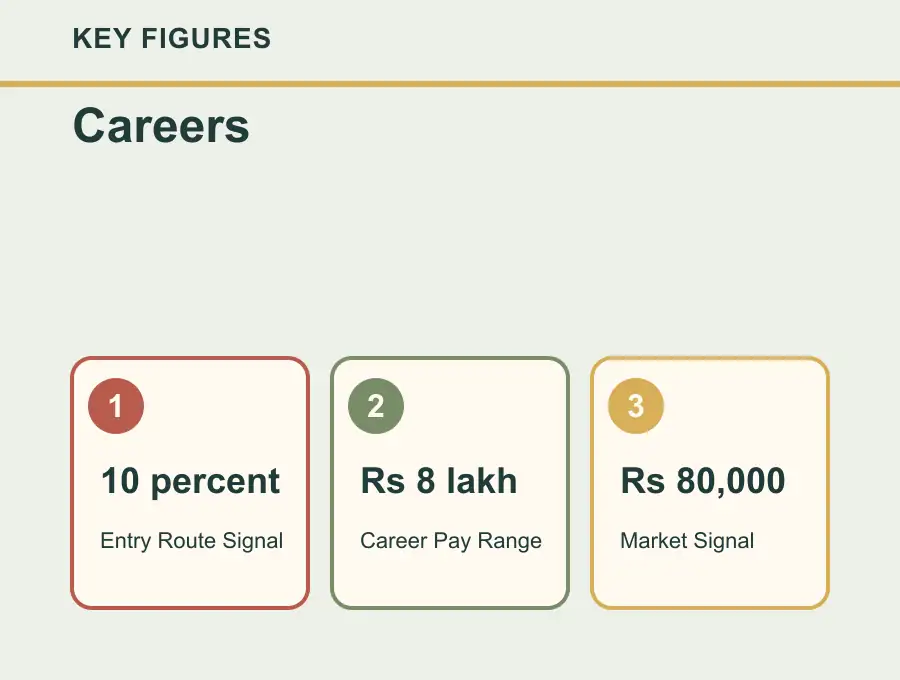 KEY FIGURES
Careers
1
10 percent
Entry Route Signal
2
Rs 8 lakh
Career Pay Range
3
Rs 80,000
Market Signal